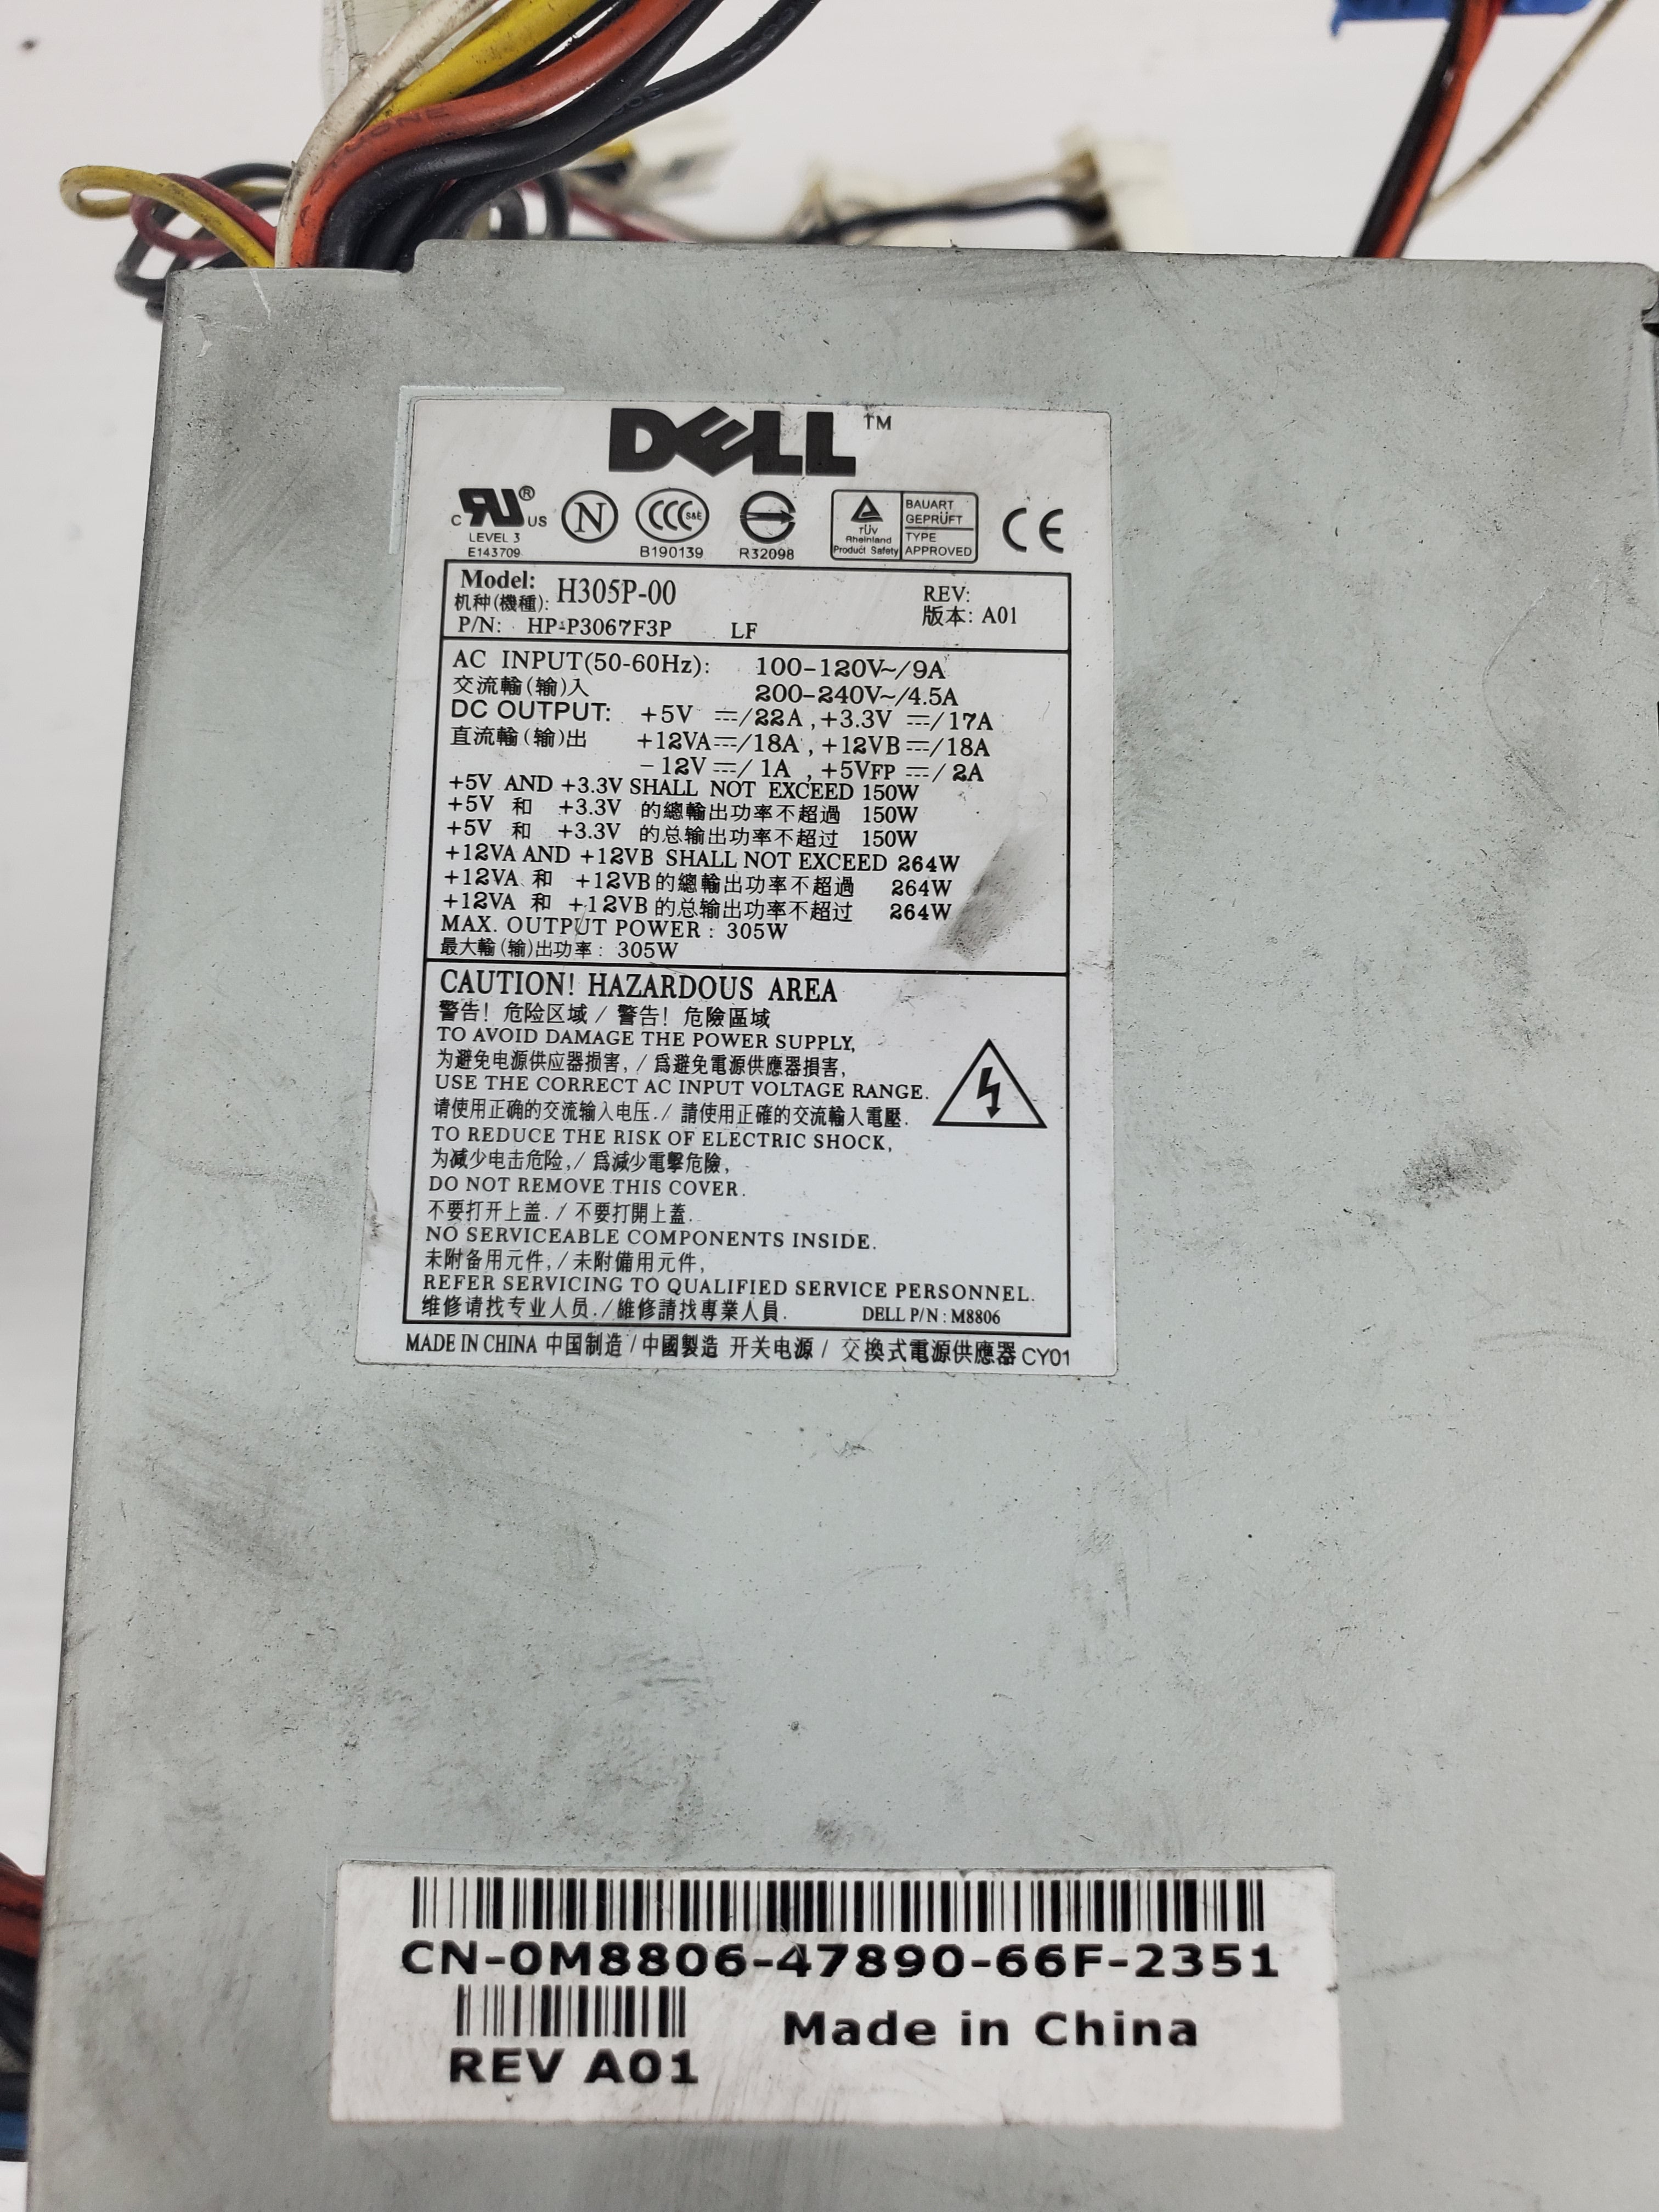 DELL™
C RU® US
LEVEL 3
E143709
N
CCC S&E
B190139
R32098
TÜV
Rheinland
Product Safety
BAUART
GEPRÜFT
TYPE
APPROVED
CE
Model: H305P-00
机种(機種):
REV:
版本: A01
P/N: HP-P3067F3P LF
AC INPUT(50-60Hz): 100-120V~/9A
交流輸(输)入 200-240V~/4.5A
DC OUTPUT: +5V ⎓/22A, +3.3V ⎓/17A
直流輸(输)出 +12VA⎓/18A, +12VB⎓/18A
-12V⎓/1A, +5VFP ⎓/2A
+5V AND +3.3V SHALL NOT EXCEED 150W
+5V 和 +3.3V 的總輸出功率不超過 150W
+5V 和 +3.3V 的总输出功率不超过 150W
+12VA AND +12VB SHALL NOT EXCEED 264W
+12VA 和 +12VB的總輸出功率不超過 264W
+12VA 和 +12VB的总输出功率不超过 264W
MAX. OUTPUT POWER: 305W
最大輸(输)出功率: 305W
CAUTION! HAZARDOUS AREA
警告! 危险区域 / 警告! 危險區域
TO AVOID DAMAGE THE POWER SUPPLY,
为避免电源供应器损害, / 爲避免電源供應器損害,
USE THE CORRECT AC INPUT VOLTAGE RANGE.
请使用正确的交流输入电压. / 請使用正確的交流輸入電壓.
TO REDUCE THE RISK OF ELECTRIC SHOCK,
为减少电击危险, / 爲減少電擊危險,
DO NOT REMOVE THIS COVER.
不要打开上盖. / 不要打開上蓋.
NO SERVICEABLE COMPONENTS INSIDE.
未附备用元件, / 未附備用元件,
REFER SERVICING TO QUALIFIED SERVICE PERSONNEL.
维修请找专业人员. / 維修請找專業人員. DELL P/N: M8806
MADE IN CHINA 中国制造 / 中國製造 开关电源 / 交換式電源供應器 CY01
CN-0M8806-47890-66F-2351
REV A01
Made in China